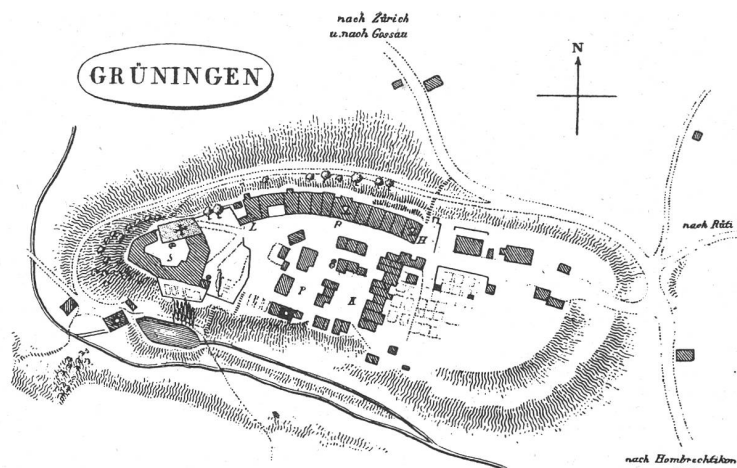 nach Zürich
u. nach Gossau
GRÜNINGEN
N
nach Rüti
L
P
H
S
P
nach Hombrechtikon